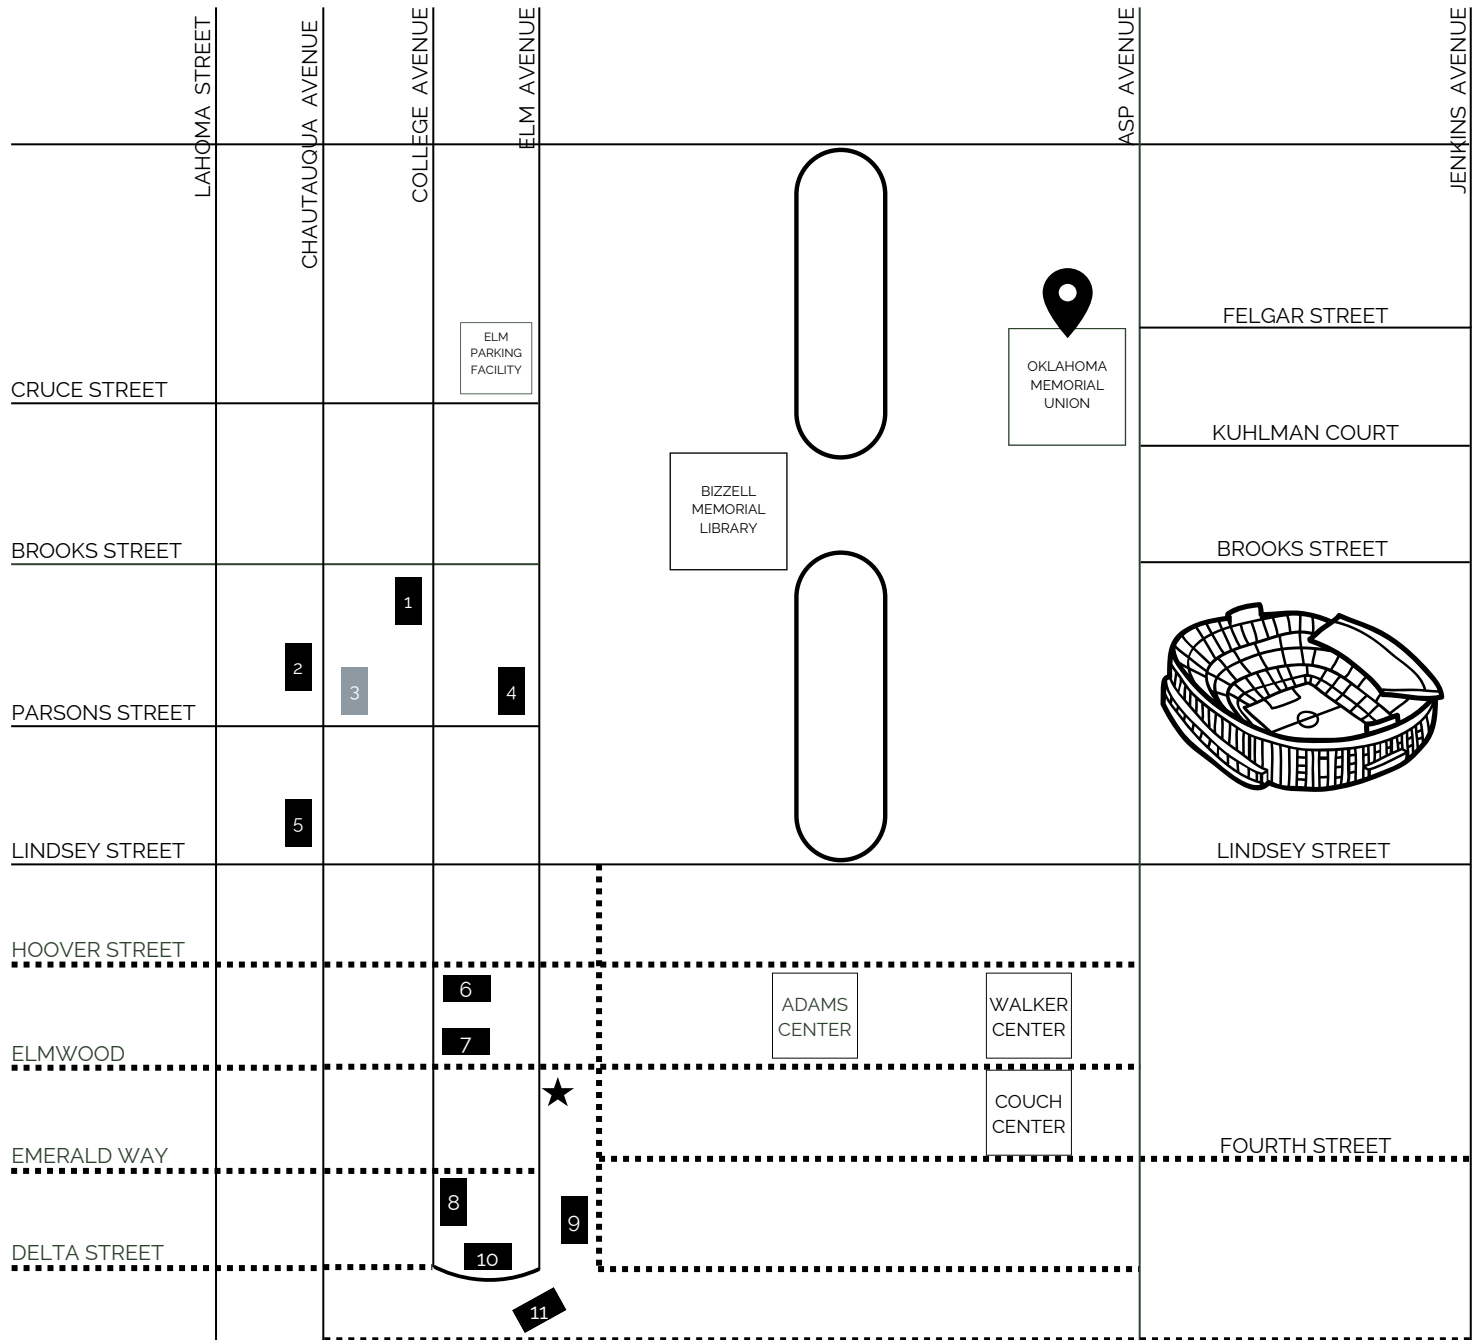 LAHOMA STREET
CHAUTAUQUA AVENUE
COLLEGE AVENUE
ELM AVENUE
ASP AVENUE
JENKINS AVENUE
FELGAR STREET
ELM
PARKING
FACILITY
OKLAHOMA
MEMORIAL
UNION
CRUCE STREET
KUHLMAN COURT
BIZZELL
MEMORIAL
LIBRARY
BROOKS STREET
BROOKS STREET
1
2
3
4
PARSONS STREET
5
LINDSEY STREET
LINDSEY STREET
HOOVER STREET
6
ADAMS
CENTER
WALKER
CENTER
7
ELMWOOD
COUCH
CENTER
EMERALD WAY
FOURTH STREET
8
9
DELTA STREET
10
11